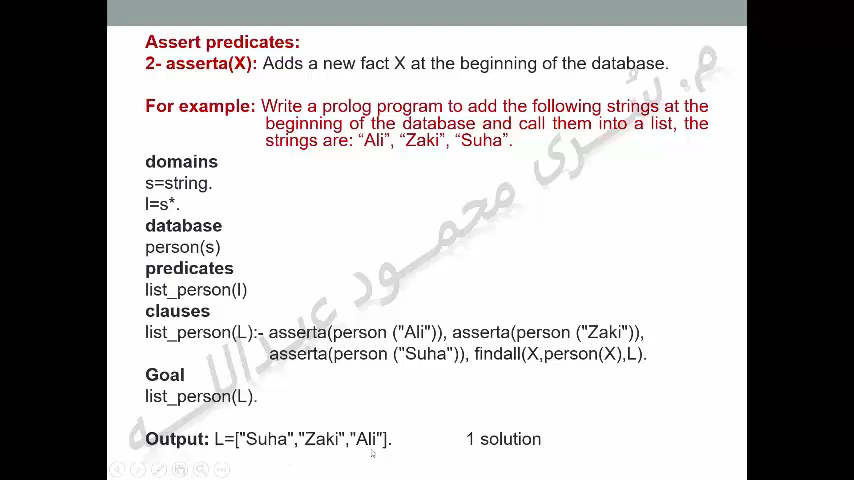 Assert predicates:
2- asserta(X): Adds a new fact X at the beginning of the database.
For example: Write a prolog program to add the following strings at the
beginning of the database and call them into a list, the
strings are: “Ali”, “Zaki”, “Suha”.
domains
s=string.
l=s*.
database
person(s)
predicates
list_person(l)
clauses
list_person(L):- asserta(person ("Ali")), asserta(person ("Zaki")),
asserta(person ("Suha")), findall(X,person(X),L).
Goal
list_person(L).
Output: L=["Suha","Zaki","Ali"]. 1 solution
م. بشرى محمود عبدالله